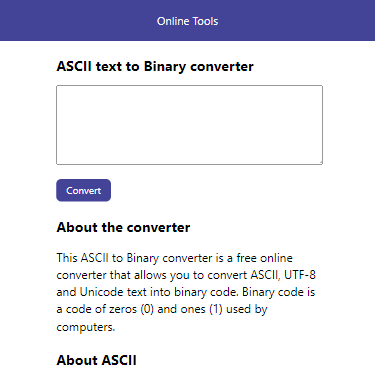 Online Tools
ASCII text to Binary converter
Convert
About the converter
This ASCII to Binary converter is a free online
converter that allows you to convert ASCII, UTF-8
and Unicode text into binary code. Binary code is
a code of zeros (0) and ones (1) used by
computers.
About ASCII